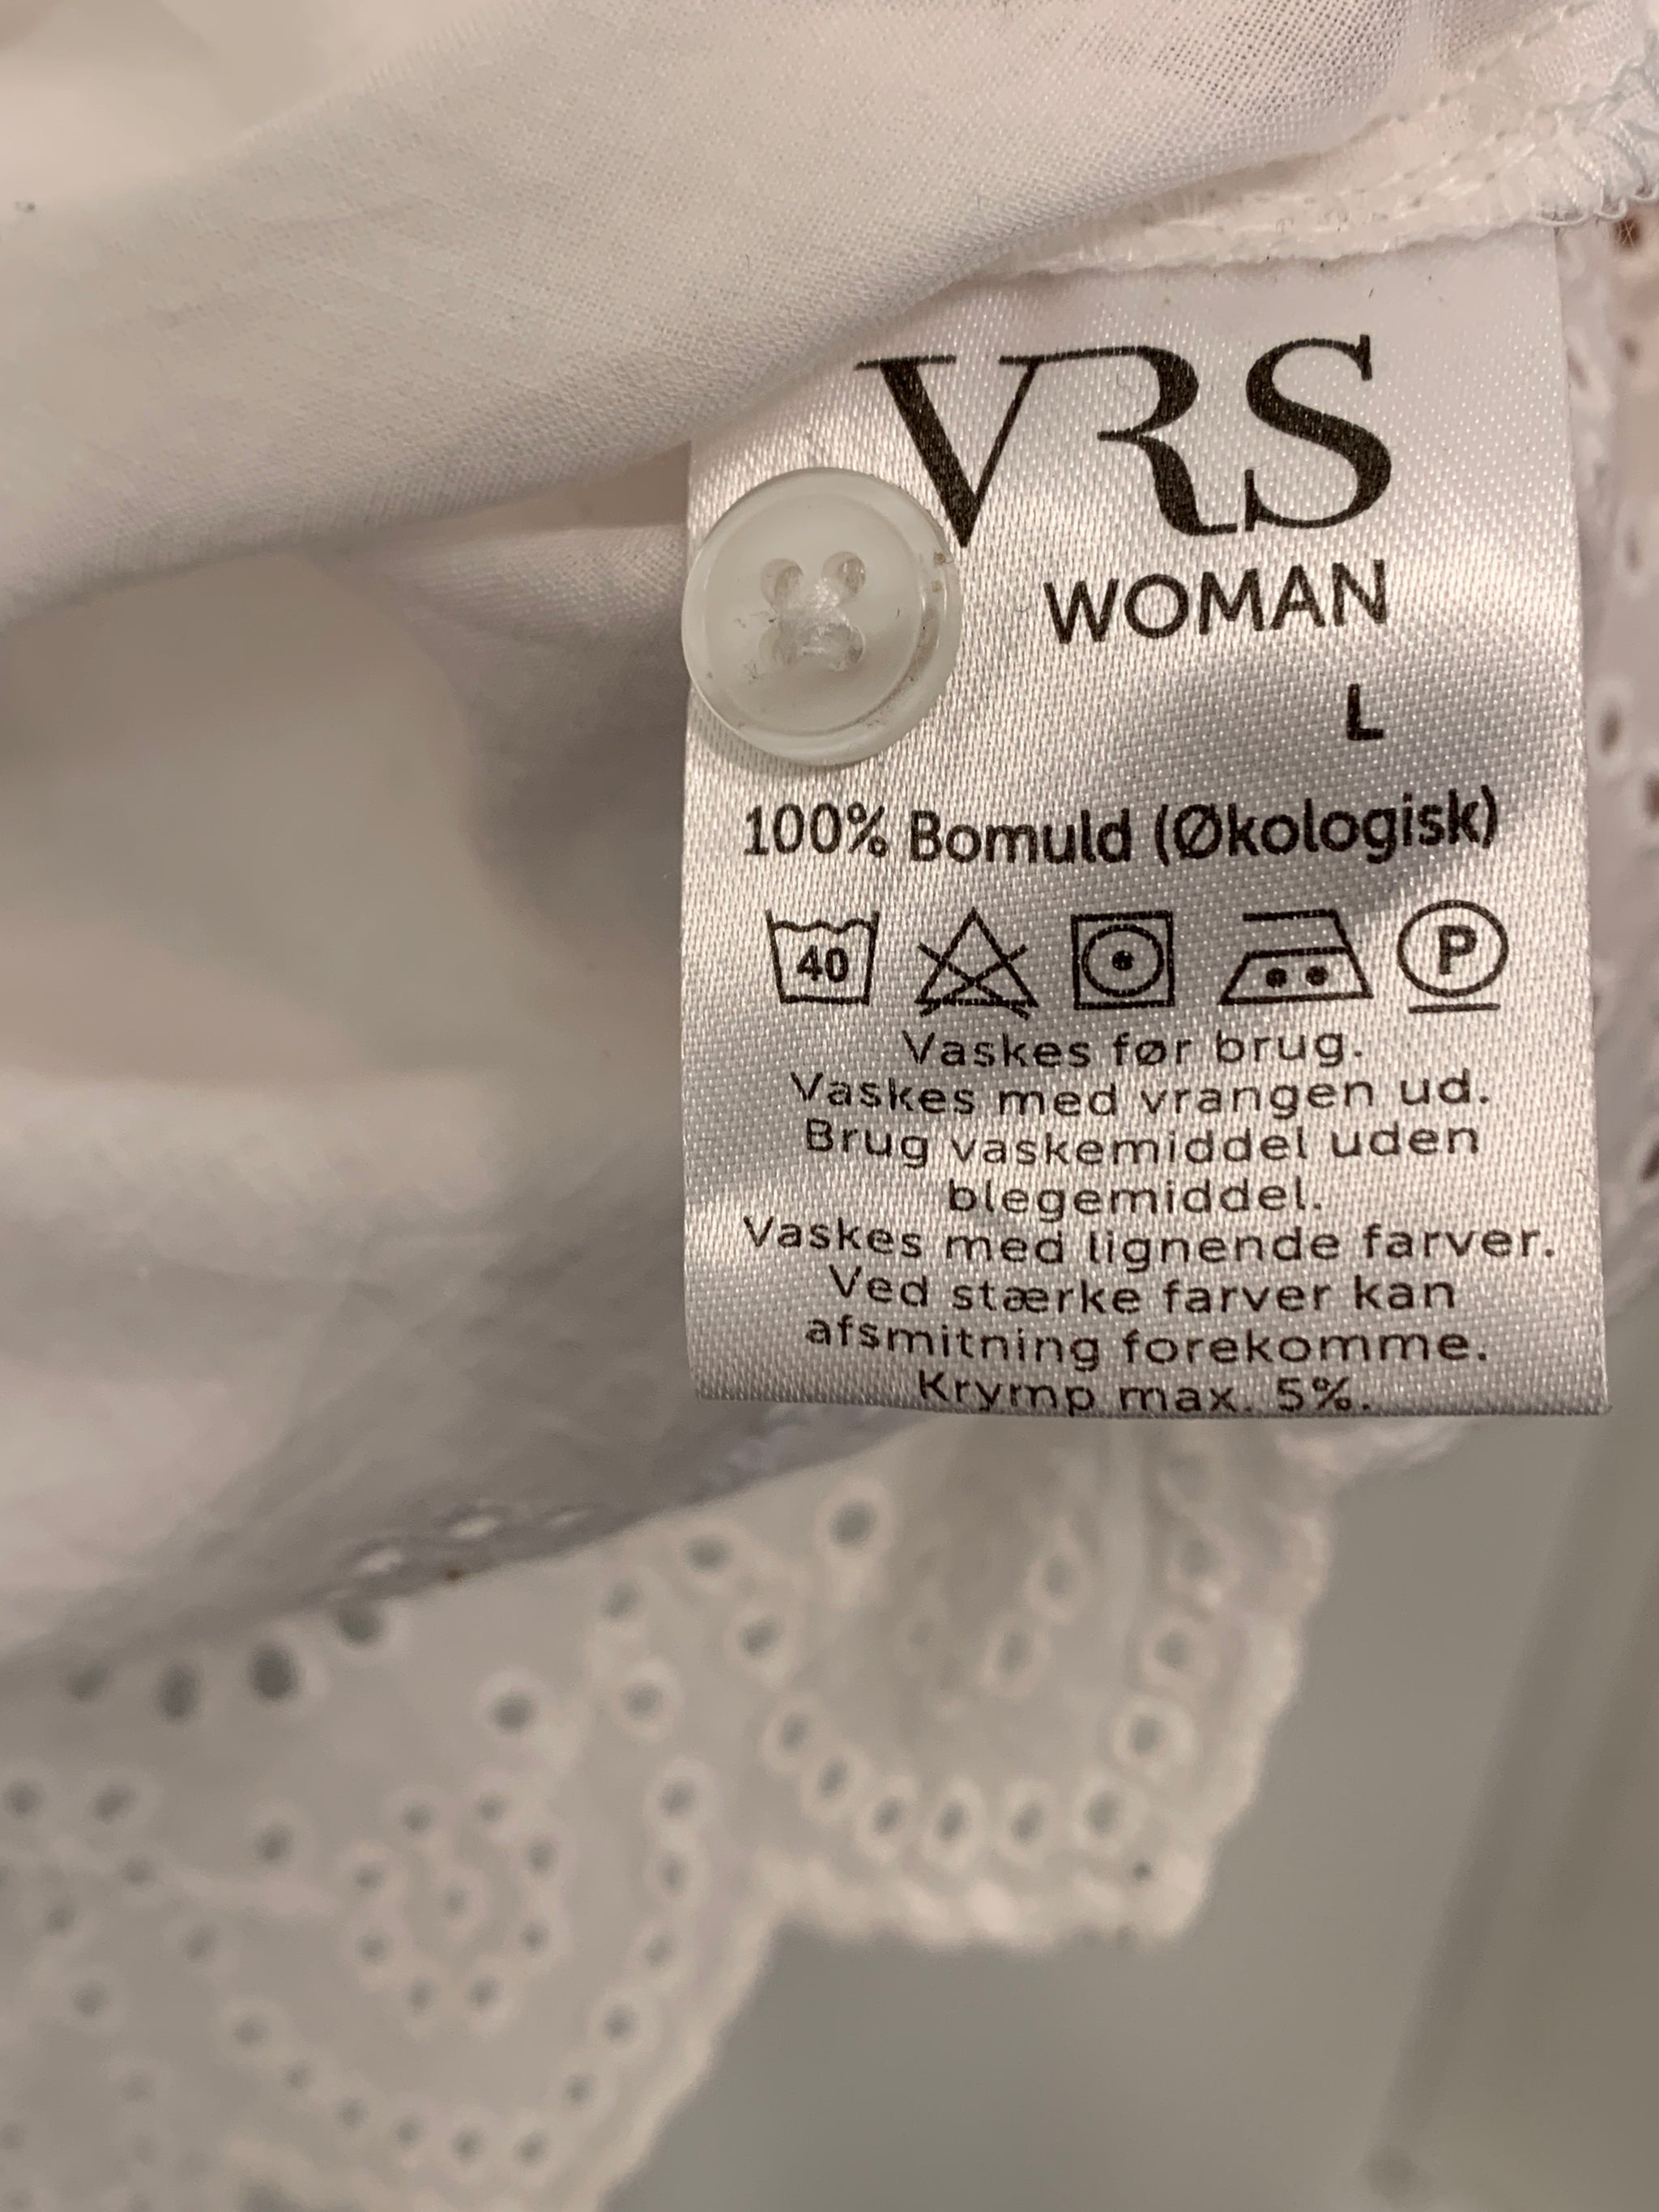 VRS
WOMAN
L
100% Bomuld (Økologisk)
40 P
Vaskes før brug.
Vaskes med vrangen ud.
Brug vaskemiddel uden
blegemiddel.
Vaskes med lignende farver.
Ved stærke farver kan
afsmitning forekomme.
Krymp max. 5%.